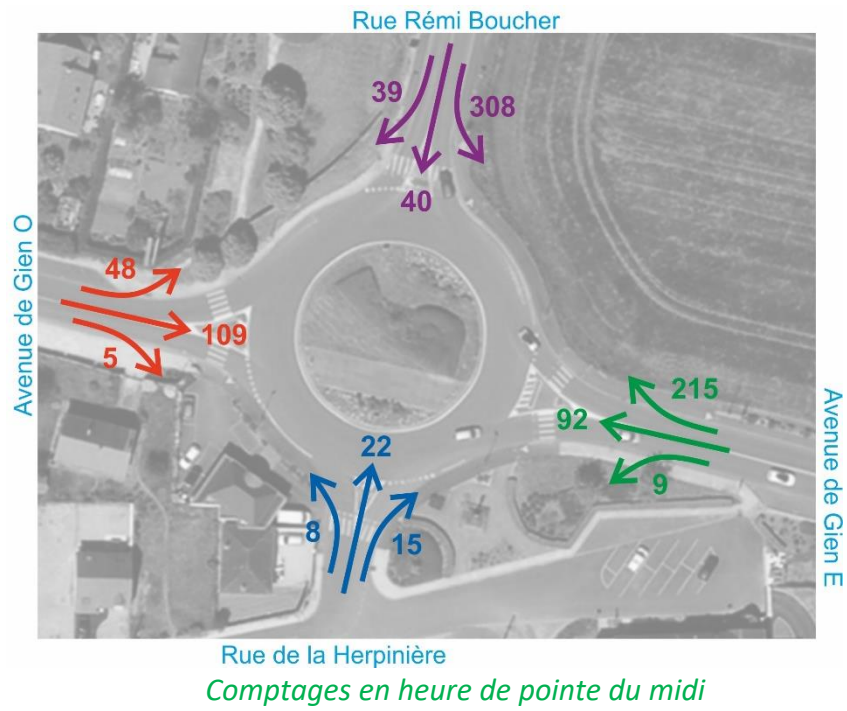 Rue Rémi Boucher
39
308
40
Avenue de Gien O
48
109
5
215
92
9
Avenue de Gien E
22
8
15
Rue de la Herpinière
Comptages en heure de pointe du midi